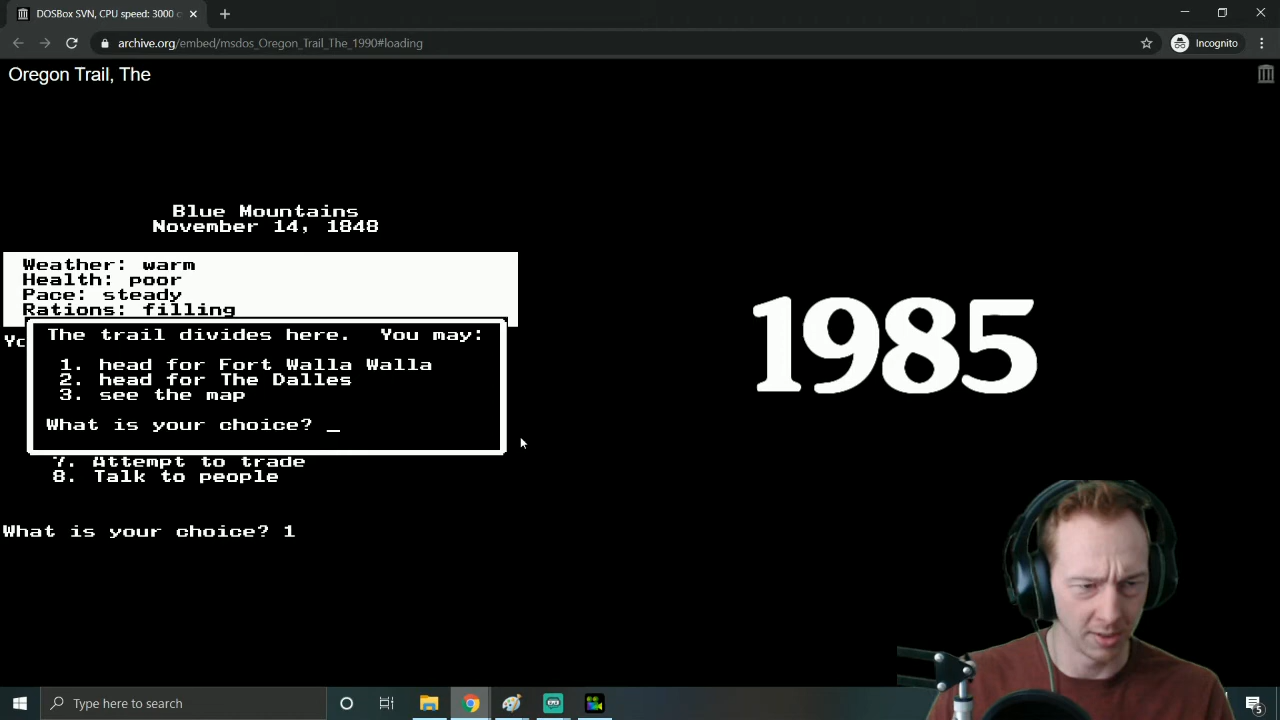 DOSBox SVN, CPU speed: 3000 c
archive.org/embed/msdos_Oregon_Trail_The_1990#loading
Incognito
Oregon Trail, The
Blue Mountains
November 14, 1848
Weather: warm
Health: poor
Pace: steady
Rations: filling
Yo
The trail divides here. You may:
1. head for Fort Walla Walla
2. head for The Dalles
3. see the map
What is your choice? _
7. Attempt to trade
8. Talk to people
What is your choice? 1
1985
Type here to search
5